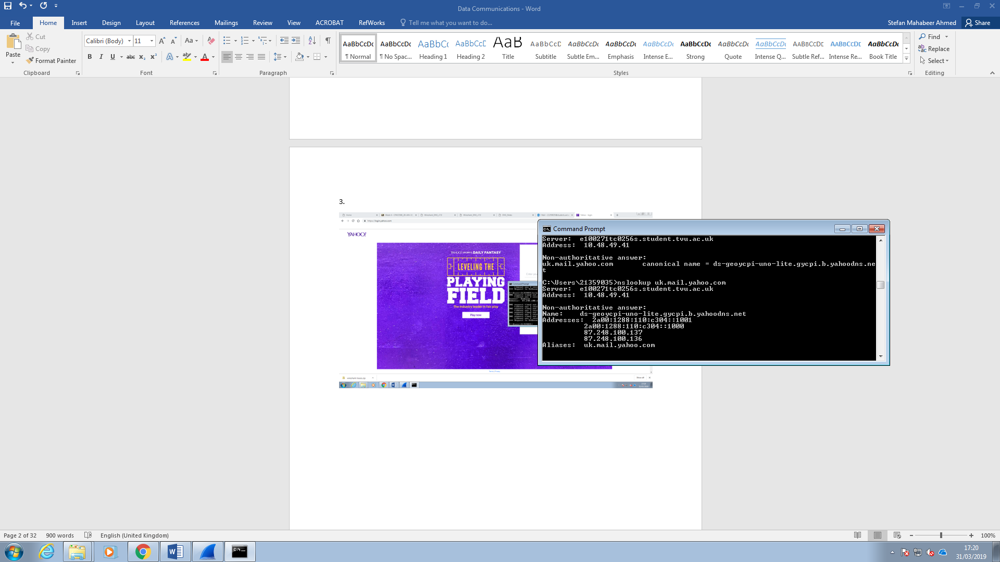 Data Communications - Word
File Home Insert Design Layout References Mailings Review View ACROBAT RefWorks Tell me what you want to do... Stefan Mahabeer Ahmed Share
Paste
Cut
Copy
Format Painter
Clipboard
Calibri (Body) 11
Font
Paragraph
AaBbCcDc AaBbCcDc AaBbCc AaBbCcD AaB AaBbCcD AaBbCcDc AaBbCcDc AaBbCcDc AaBbCcDc AaBbCcDc AaBbCcDc AABBCCDD AABBCCDD AaBbCcDc
¶ Normal ¶ No Spac... Heading 1 Heading 2 Title Subtitle Subtle Em... Emphasis Intense E... Strong Quote Intense Q... Subtle Ref... Intense Re... Book Title
Styles
Find
Replace
Select
Editing
3.
https://login.yahoo.com
YAHOO!
YAHOO! SPORTS DAILY FANTASY
LEVELING THE
PLAYING
FIELD
The industry leader in fair play
Play now
Command Prompt
Server:  e100271tc0256s.student.tvu.ac.uk
Address:  10.48.49.41
Non-authoritative answer:
uk.mail.yahoo.com       canonical name = ds-geoycpi-uno-lite.gycpi.b.yahoodns.ne
t
C:\Users\21359035>nslookup uk.mail.yahoo.com
Server:  e100271tc0256s.student.tvu.ac.uk
Address:  10.48.49.41
Non-authoritative answer:
Name:    ds-geoycpi-uno-lite.gycpi.b.yahoodns.net
Addresses:  2a00:1288:110:c304::1001
2a00:1288:110:c304::1000
87.248.100.137
87.248.100.136
Aliases:  uk.mail.yahoo.com
Page 2 of 32 900 words English (United Kingdom) 100%
17:20
31/03/2019